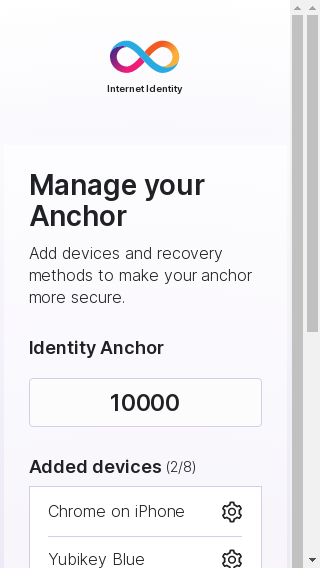 Internet Identity
Manage your
Anchor
Add devices and recovery
methods to make your anchor
more secure.
Identity Anchor
10000
Added devices (2/8)
Chrome on iPhone
Yubikey Blue